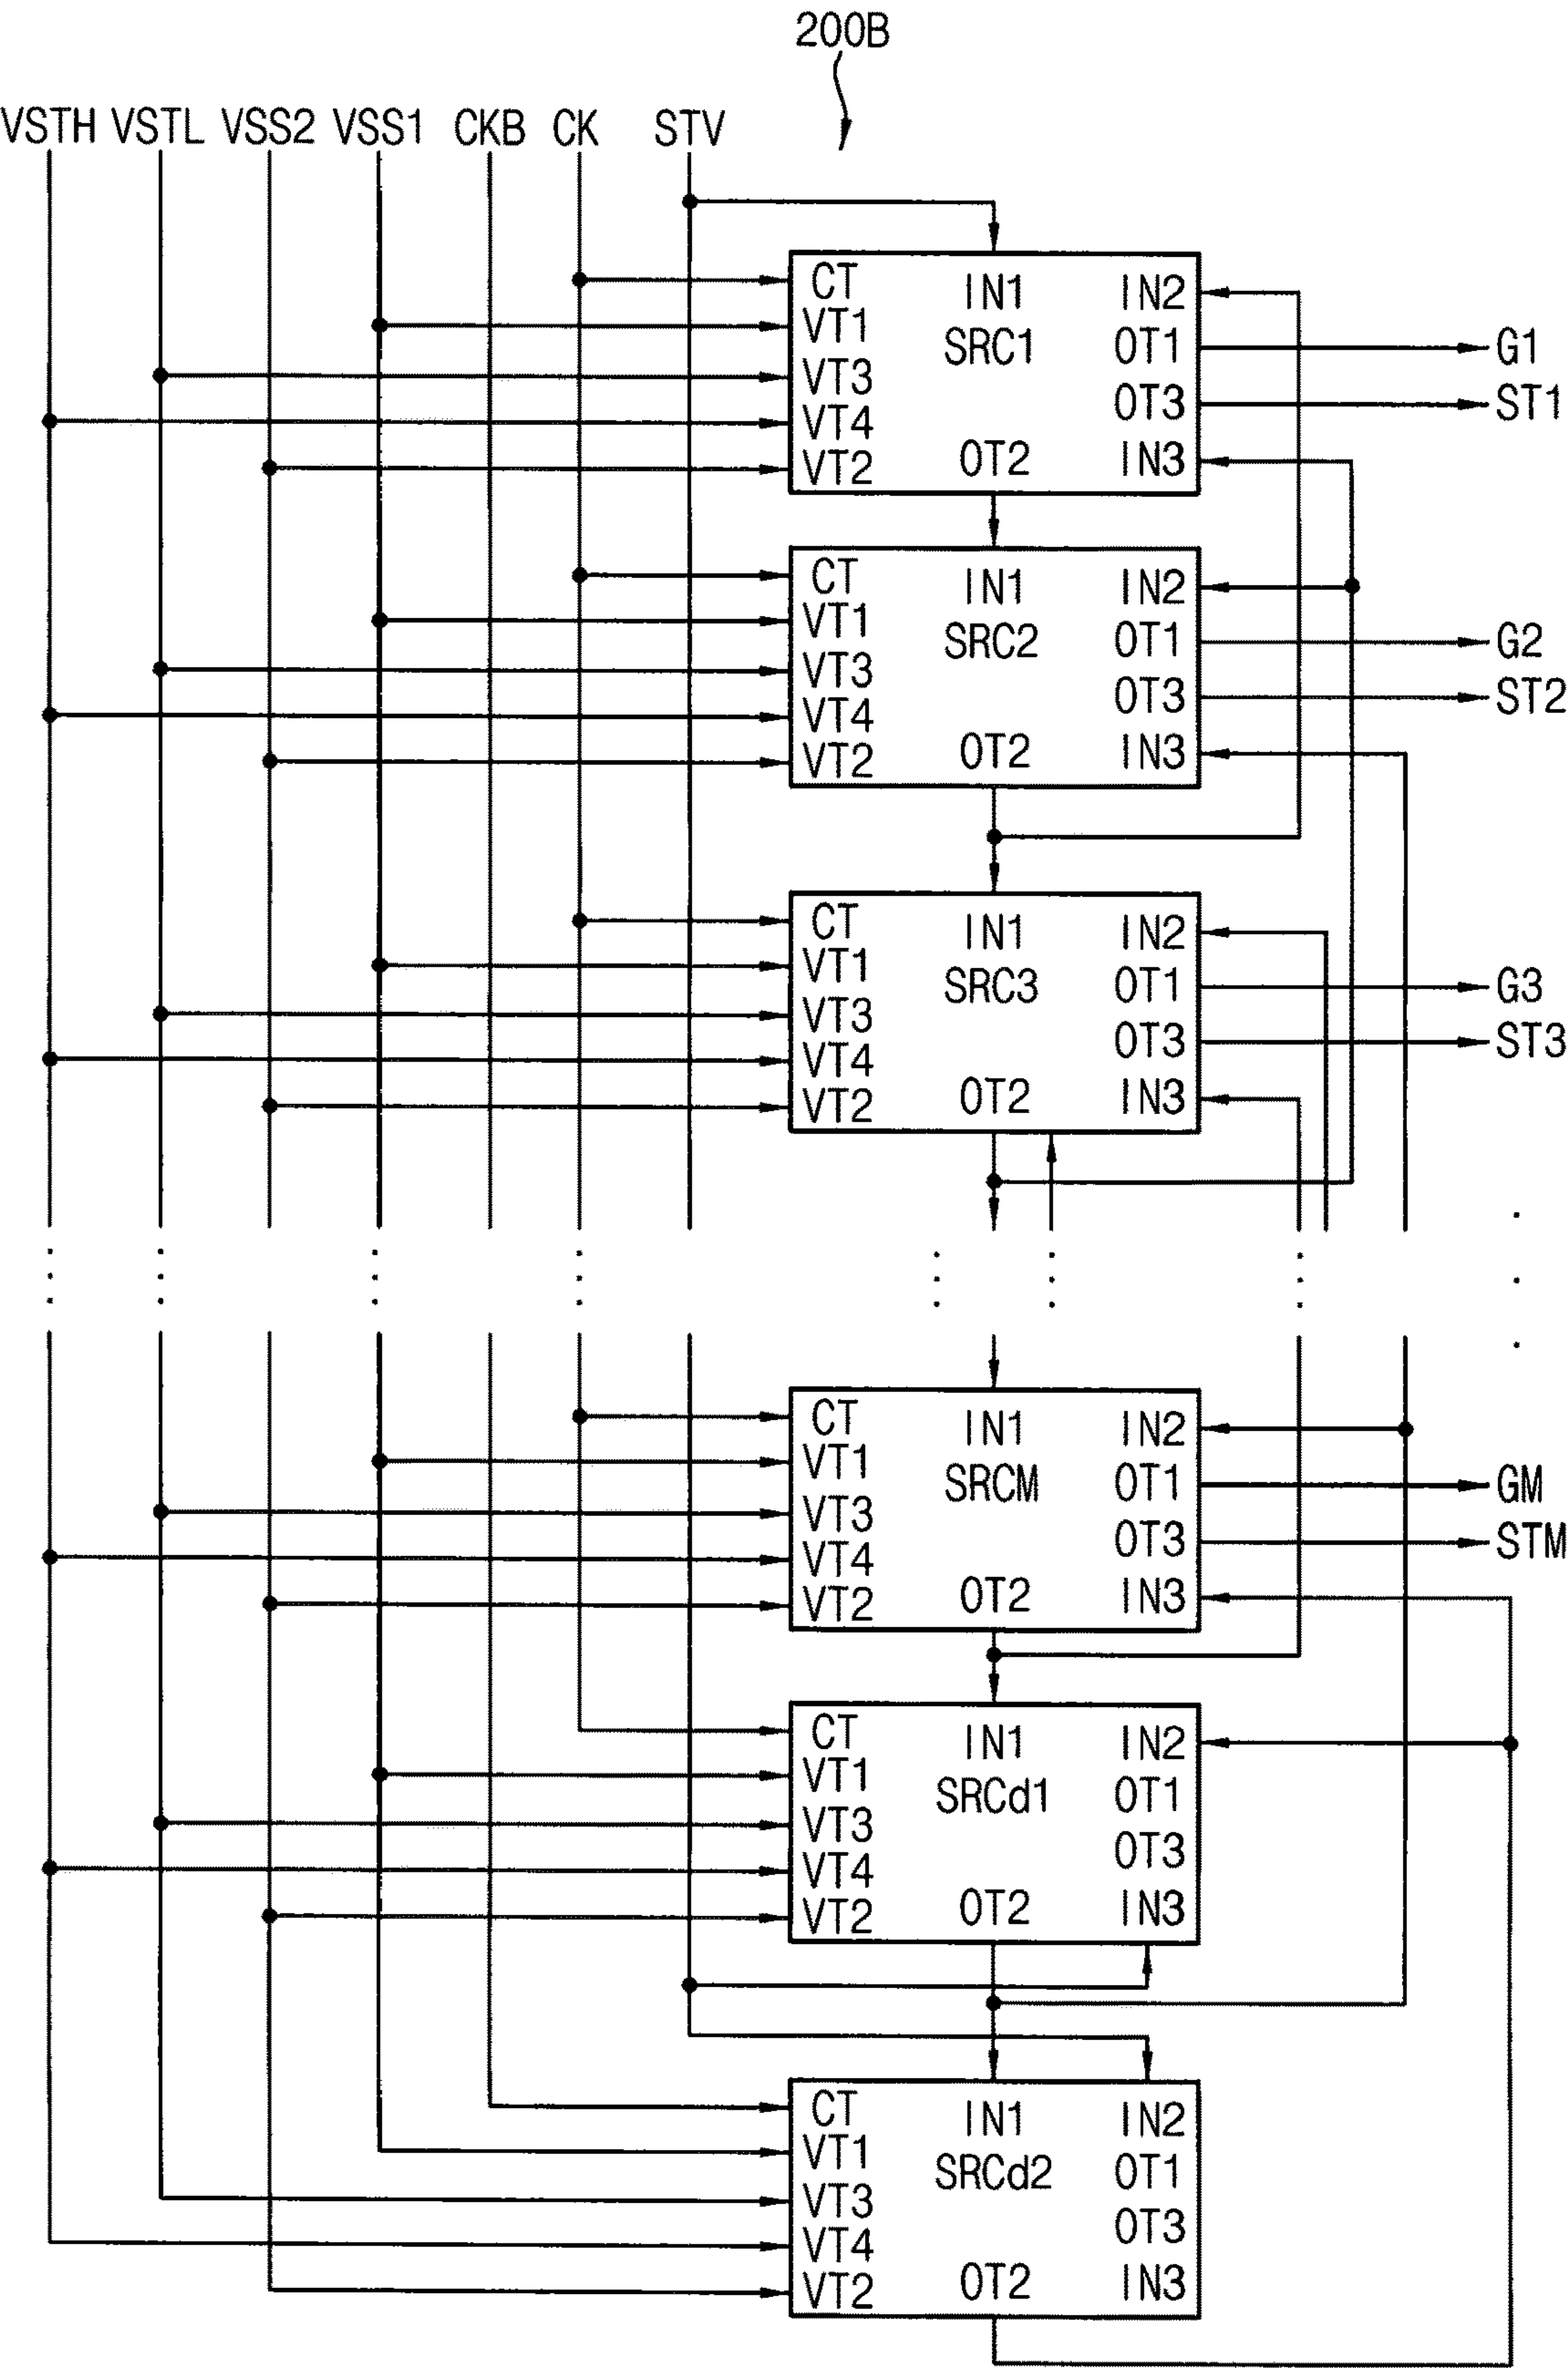 200B
VSTH VSTL VSS2 VSS1 CKB CK STV
CT IN1 IN2
VT1 SRC1 OT1 G1
VT3
OT3 ST1
VT4
VT2 OT2 IN3
CT IN1 IN2
VT1 SRC2 OT1 G2
VT3
OT3 ST2
VT4
VT2 OT2 IN3
CT IN1 IN2
VT1 SRC3 OT1 G3
VT3
OT3 ST3
VT4
VT2 OT2 IN3
CT IN1 IN2
VT1 SRCM OT1 GM
VT3
OT3 STM
VT4
VT2 OT2 IN3
CT IN1 IN2
VT1 SRCd1 OT1
VT3
OT3
VT4
VT2 OT2 IN3
CT IN1 IN2
VT1 SRCd2 OT1
VT3
OT3
VT4
VT2 OT2 IN3